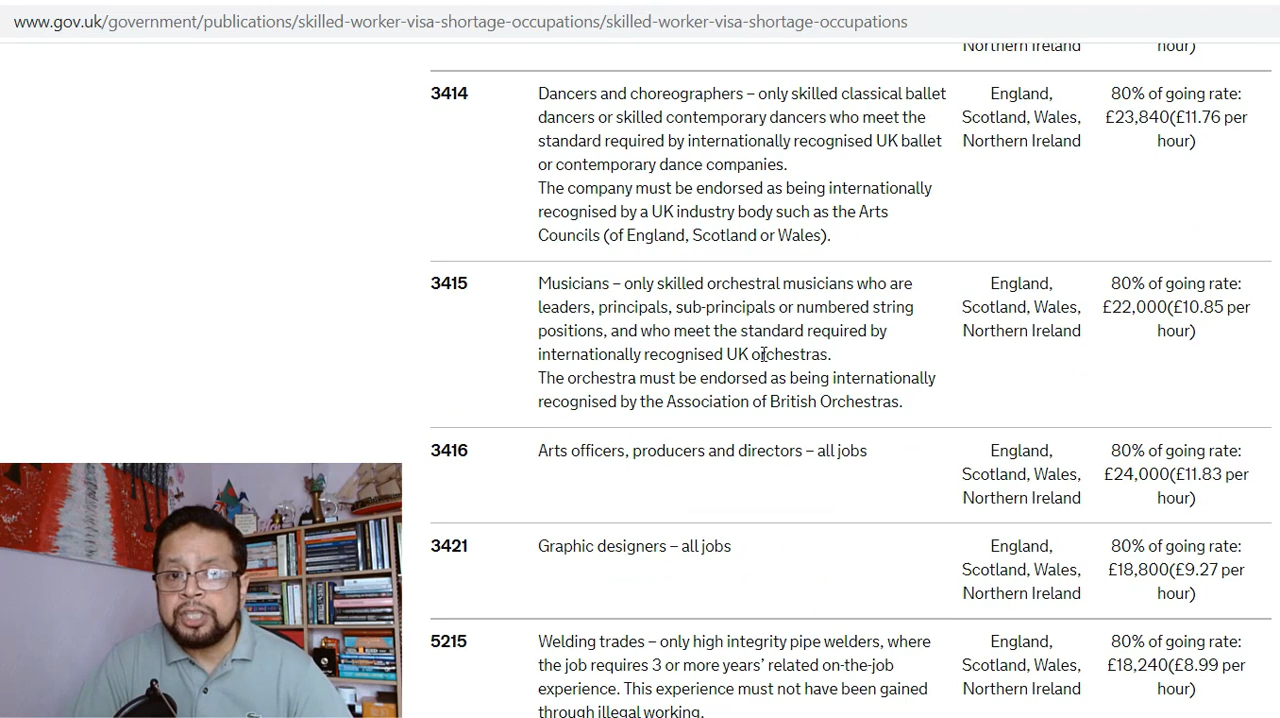 www.gov.uk/government/publications/skilled-worker-visa-shortage-occupations/skilled-worker-visa-shortage-occupations
Northern Ireland
hour)
3414
Dancers and choreographers – only skilled classical ballet
dancers or skilled contemporary dancers who meet the
standard required by internationally recognised UK ballet
or contemporary dance companies.
The company must be endorsed as being internationally
recognised by a UK industry body such as the Arts
Councils (of England, Scotland or Wales).
England,
Scotland, Wales,
Northern Ireland
80% of going rate:
£23,840(£11.76 per
hour)
3415
Musicians – only skilled orchestral musicians who are
leaders, principals, sub-principals or numbered string
positions, and who meet the standard required by
internationally recognised UK orchestras.
The orchestra must be endorsed as being internationally
recognised by the Association of British Orchestras.
England,
Scotland, Wales,
Northern Ireland
80% of going rate:
£22,000(£10.85 per
hour)
3416
Arts officers, producers and directors – all jobs
England,
Scotland, Wales,
Northern Ireland
80% of going rate:
£24,000(£11.83 per
hour)
3421
Graphic designers – all jobs
England,
Scotland, Wales,
Northern Ireland
80% of going rate:
£18,800(£9.27 per
hour)
5215
Welding trades – only high integrity pipe welders, where
the job requires 3 or more years' related on-the-job
experience. This experience must not have been gained
through illegal working.
England,
Scotland, Wales,
Northern Ireland
80% of going rate:
£18,240(£8.99 per
hour)